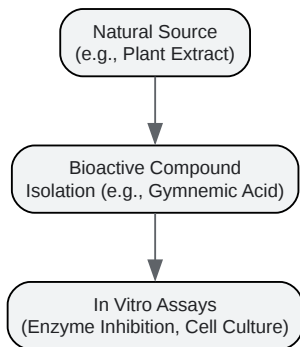 Natural Source
(e.g., Plant Extract)
Bioactive Compound
Isolation (e.g., Gymnemic Acid)
In Vitro Assays
(Enzyme Inhibition, Cell Culture)